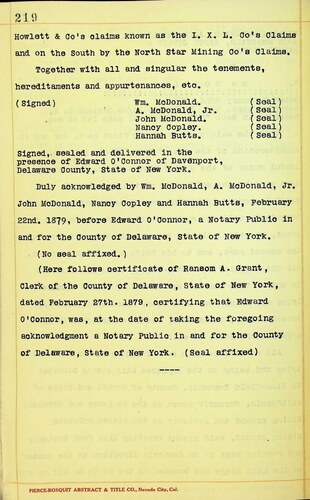 219
Howlett & Co's claims known as the I. X. L. Co's Claims
and on the South by the North Star Mining Co's Claims.
Together with all and singular the tenements,
hereditaments and appurtenances, etc.
(Signed) Wm. McDonald. (Seal)
A. McDonald, Jr. (Seal)
John McDonald. (Seal)
Nancy Copley. (Seal)
Hannah Butts. (Seal)
Signed, sealed and delivered in the
presence of Edward O'Connor of Davenport,
Delaware County, State of New York.
Duly acknowledged by Wm. McDonald, A. McDonald, Jr.
John McDonald, Nancy Copley and Hannah Butts, February
22nd. 1879, before Edward O'Connor, a Notary Public in
and for the County of Delaware, State of New York.
(No seal affixed.)
(Here follows certificate of Ransom A. Grant,
Clerk of the County of Delaware, State of New York,
dated February 27th. 1879, certifying that Edward
O'Connor, was, at the date of taking the foregoing
acknowledgment a Notary Public in and for the County
of Delaware, State of New York. (Seal affixed)
----
PIERCE-BOSQUIT ABSTRACT & TITLE CO., Nevada City, Cal.